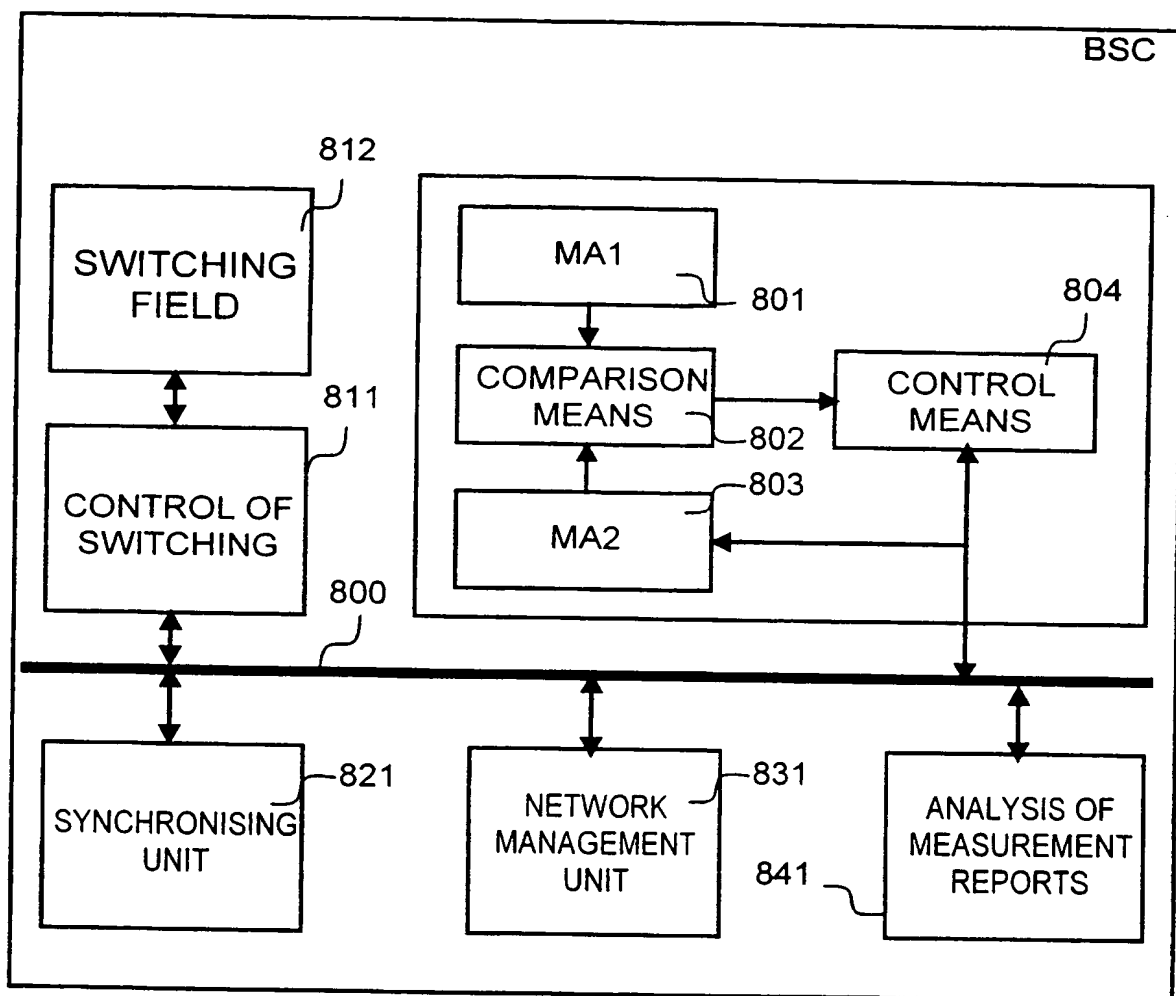 BSC
812
SWITCHING
FIELD
MA1
801
804
COMPARISON
MEANS
802
CONTROL
MEANS
811
CONTROL OF
SWITCHING
803
MA2
800
821
SYNCHRONISING
UNIT
831
NETWORK
MANAGEMENT
UNIT
841
ANALYSIS OF
MEASUREMENT
REPORTS